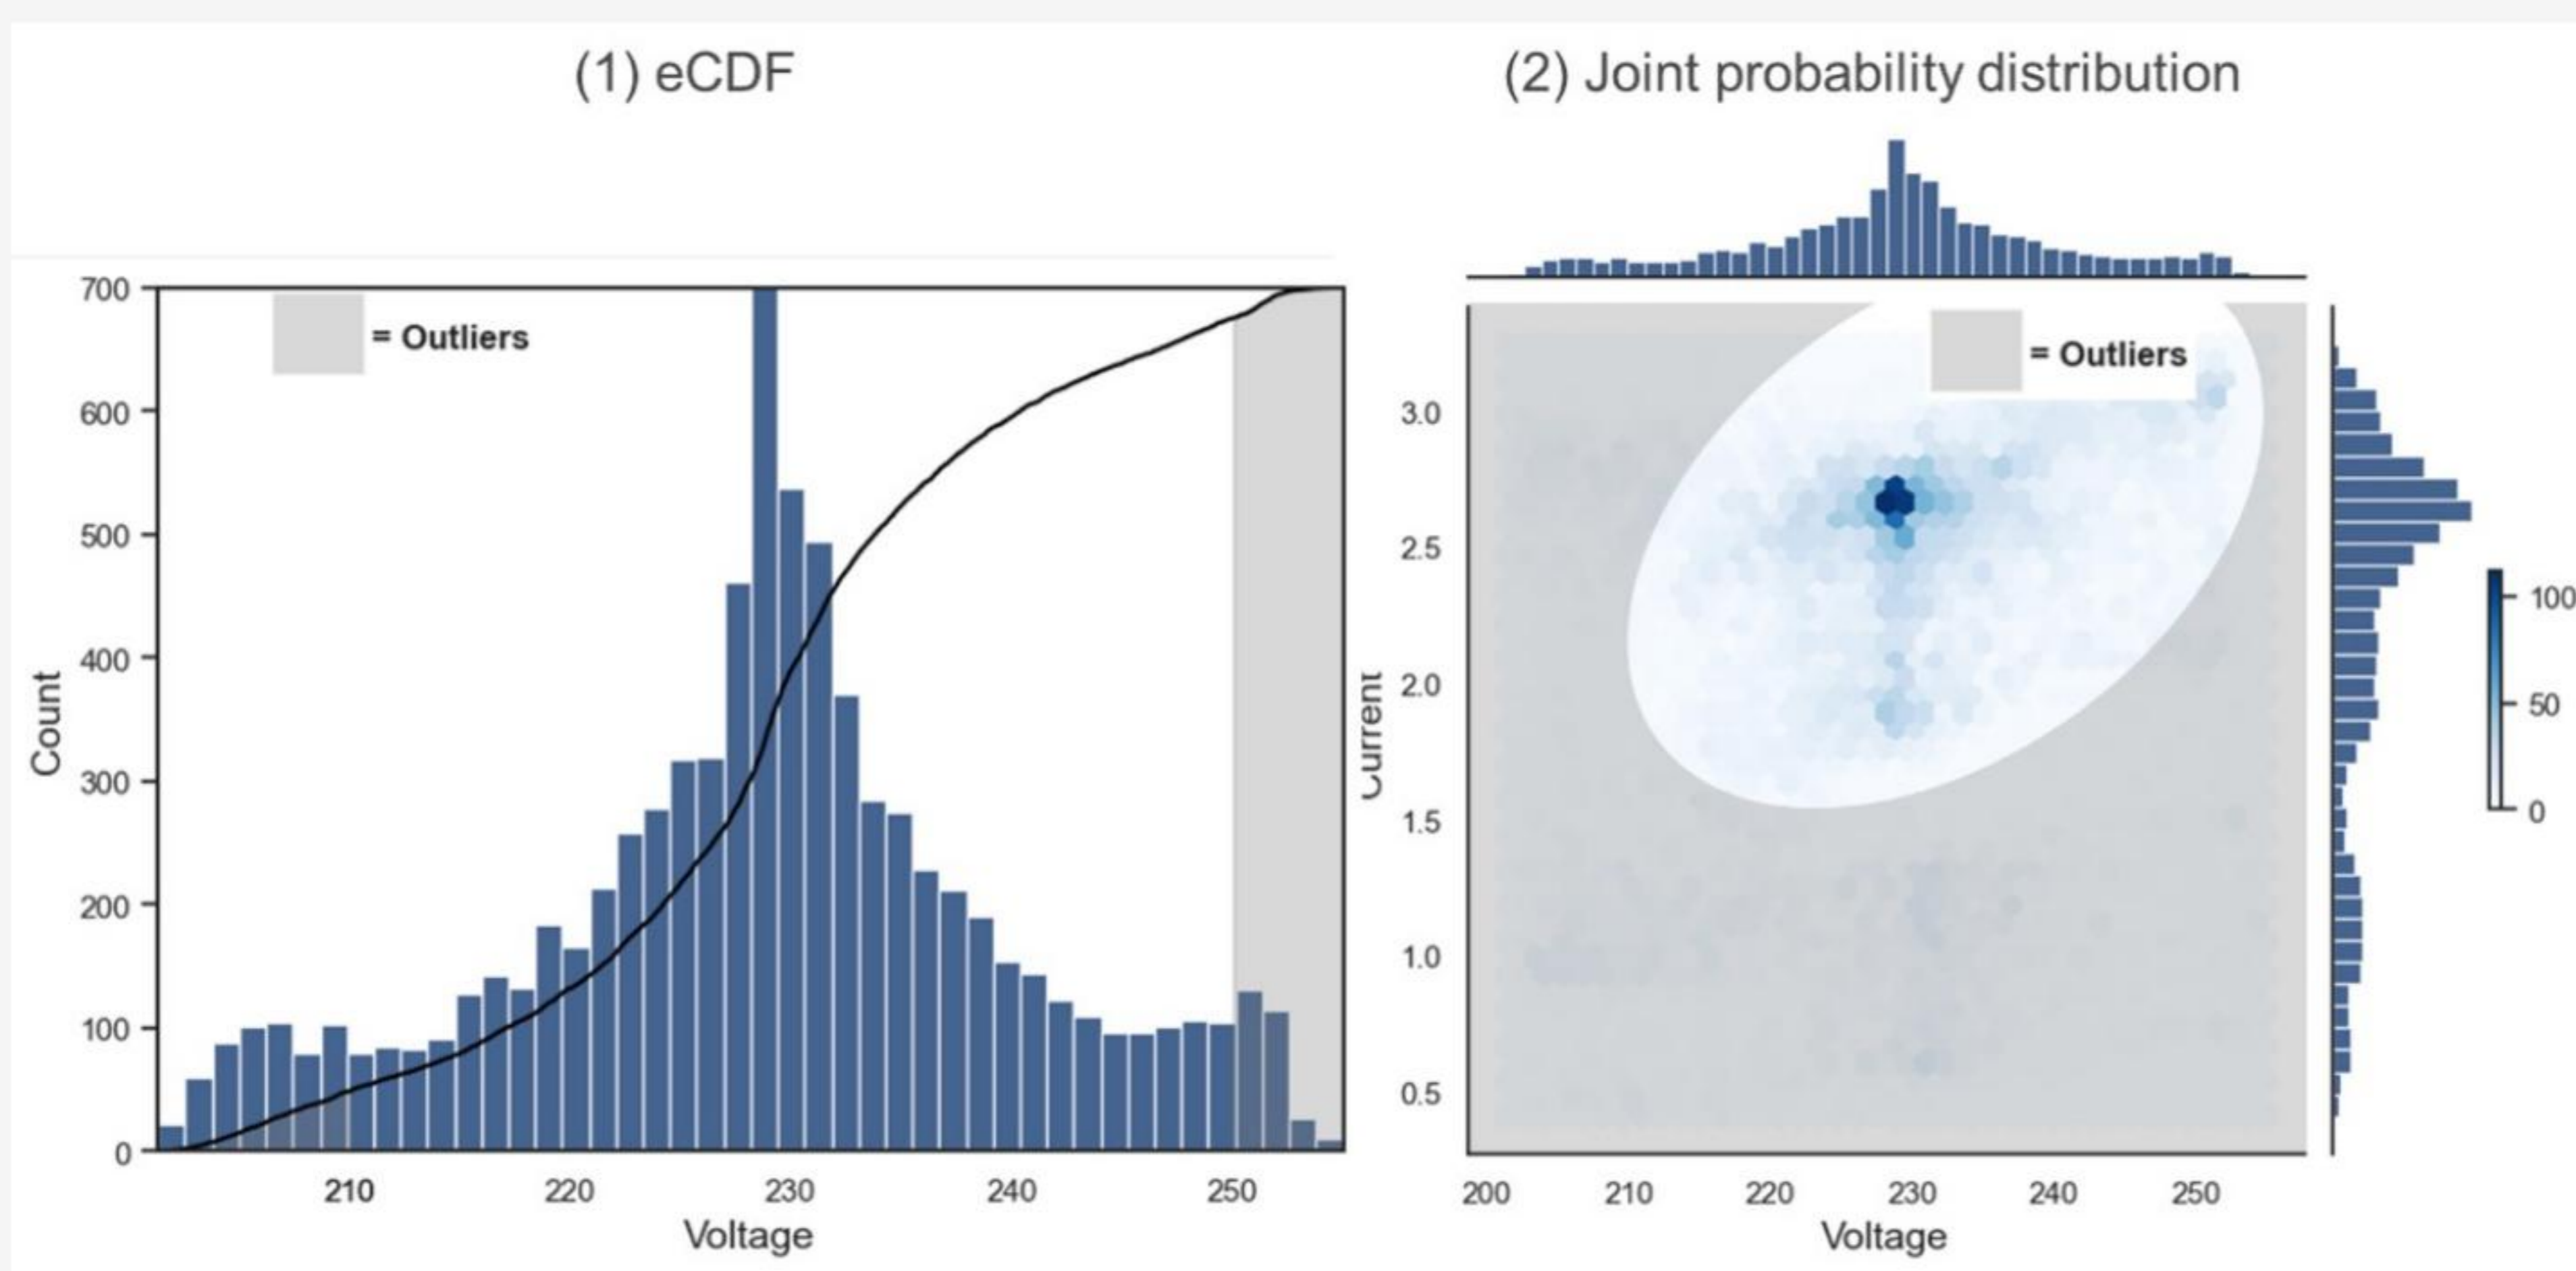 (1) eCDF
700
600
500
400
300
200
100
0
Count
= Outliers
210 220 230 240 250
Voltage
(2) Joint probability distribution
= Outliers
3.0
2.5
2.0
1.5
1.0
0.5
Current
200 210 220 230 240 250
Voltage
100
50
0